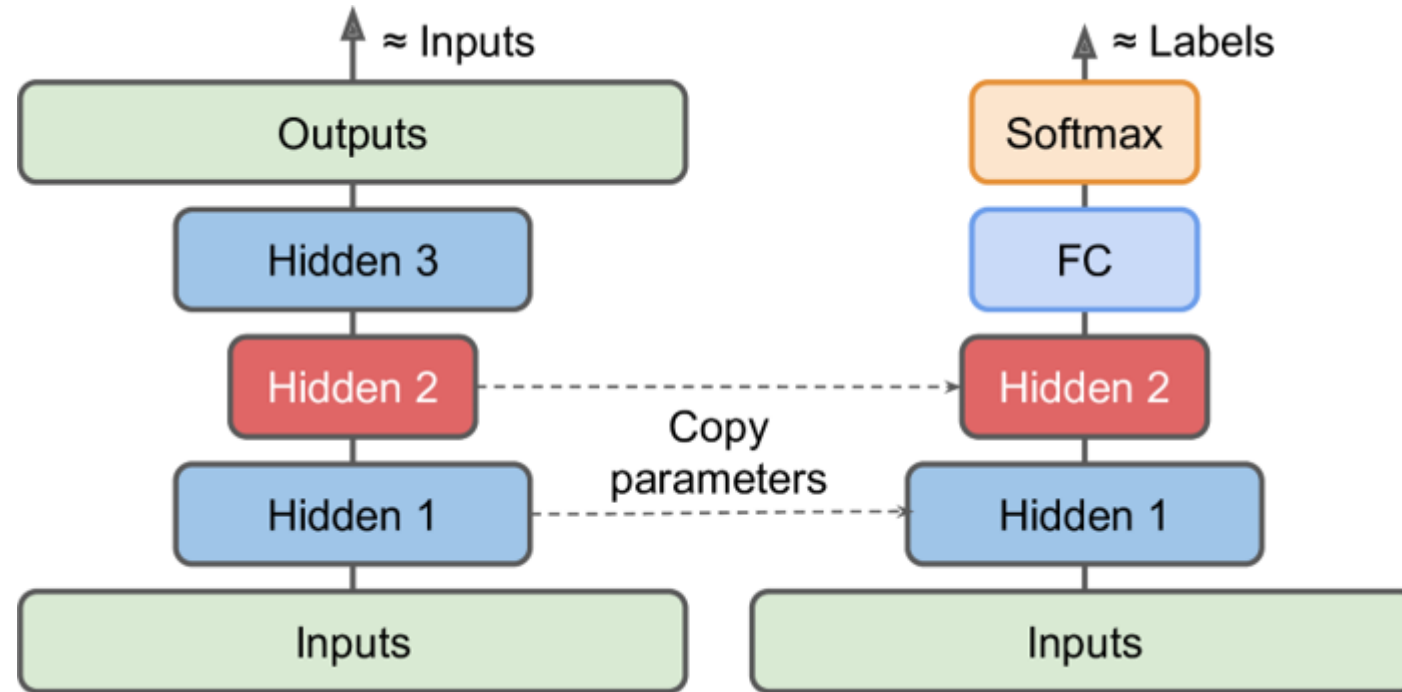 ≈ Inputs
Outputs
Hidden 3
Hidden 2
Hidden 1
Inputs
Copy
parameters
≈ Labels
Softmax
FC
Hidden 2
Hidden 1
Inputs